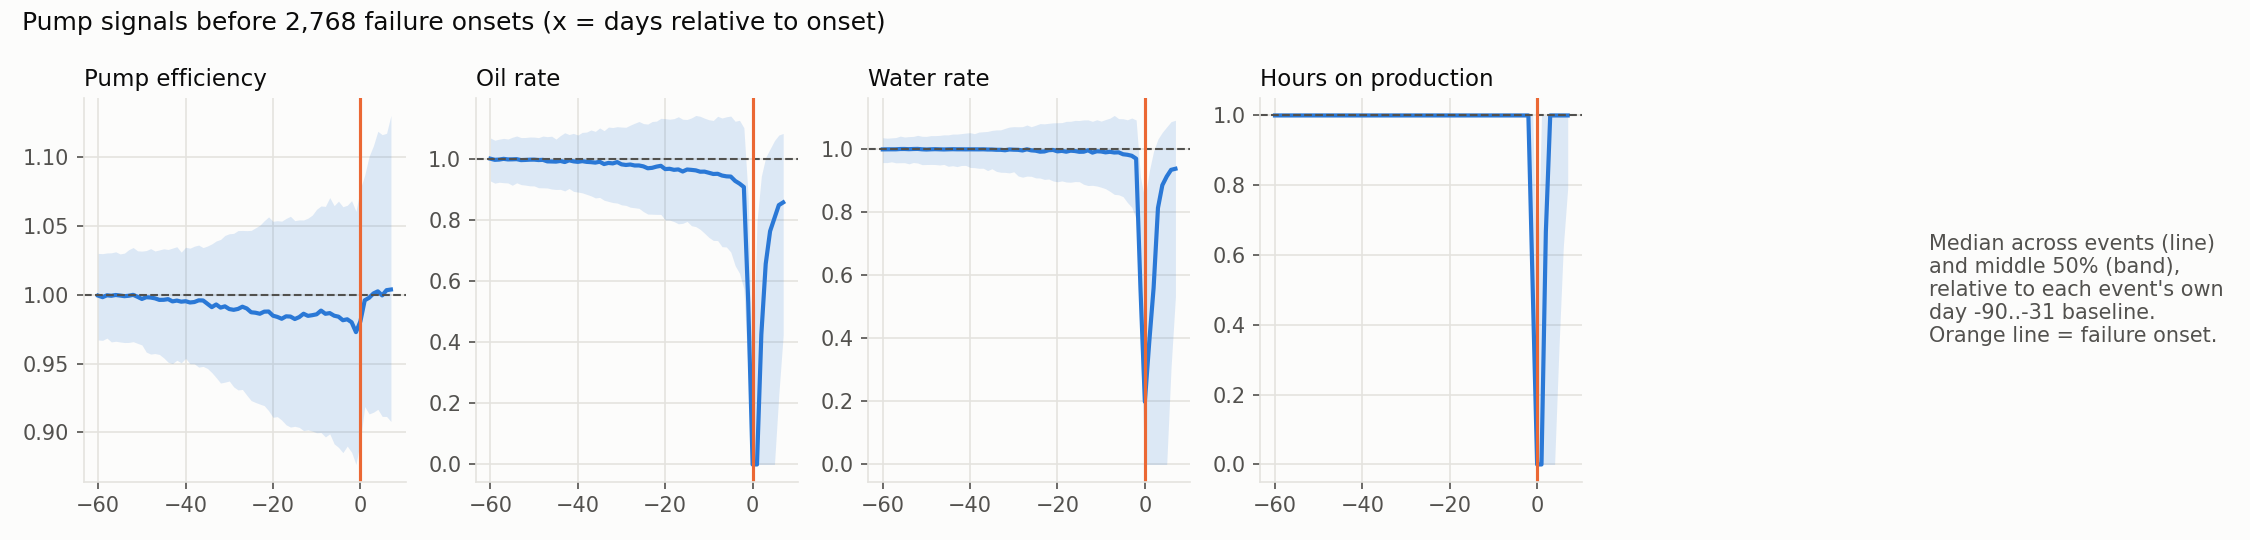 Pump signals before 2,768 failure onsets (x = days relative to onset)
Pump efficiency
1.10
1.05
1.00
0.95
0.90
−60 −40 −20 0
Oil rate
1.0
0.8
0.6
0.4
0.2
0.0
−60 −40 −20 0
Water rate
1.0
0.8
0.6
0.4
0.2
0.0
−60 −40 −20 0
Hours on production
1.0
0.8
0.6
0.4
0.2
0.0
−60 −40 −20 0
Median across events (line)
and middle 50% (band),
relative to each event's own
day -90..-31 baseline.
Orange line = failure onset.